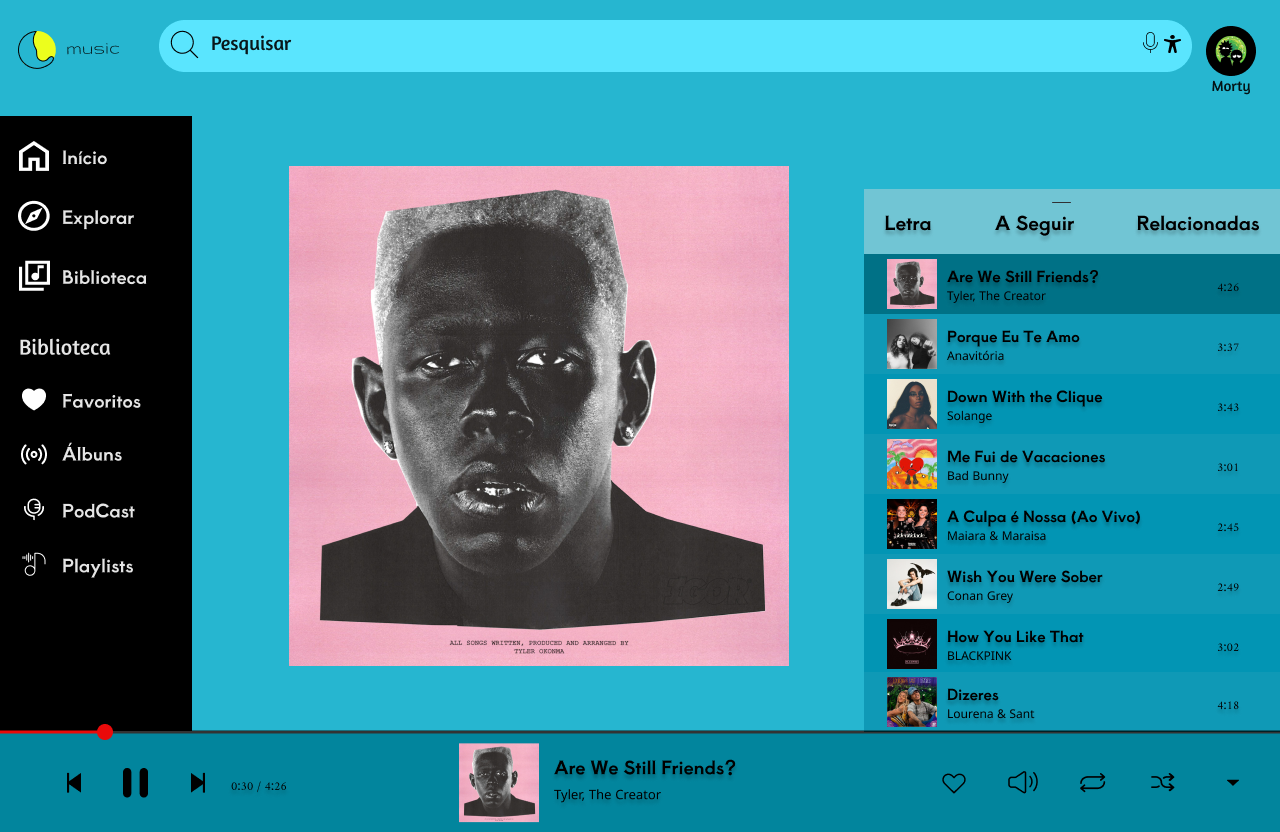 music
Pesquisar
Morty
Início
Explorar
Biblioteca
Biblioteca
Favoritos
Álbuns
PodCast
Playlists
ALL SONGS WRITTEN, PRODUCED AND ARRANGED BY
TYLER OKONMA
Letra A Seguir Relacionadas
Are We Still Friends?
Tyler, The Creator
4:26
Porque Eu Te Amo
Anavitória
3:37
Down With the Clique
Solange
3:43
Me Fui de Vacaciones
Bad Bunny
3:01
A Culpa é Nossa (Ao Vivo)
Maiara & Maraisa
2:45
Wish You Were Sober
Conan Grey
2:49
How You Like That
BLACKPINK
3:02
Dizeres
Lourena & Sant
4:18
0:30 / 4:26
Are We Still Friends?
Tyler, The Creator